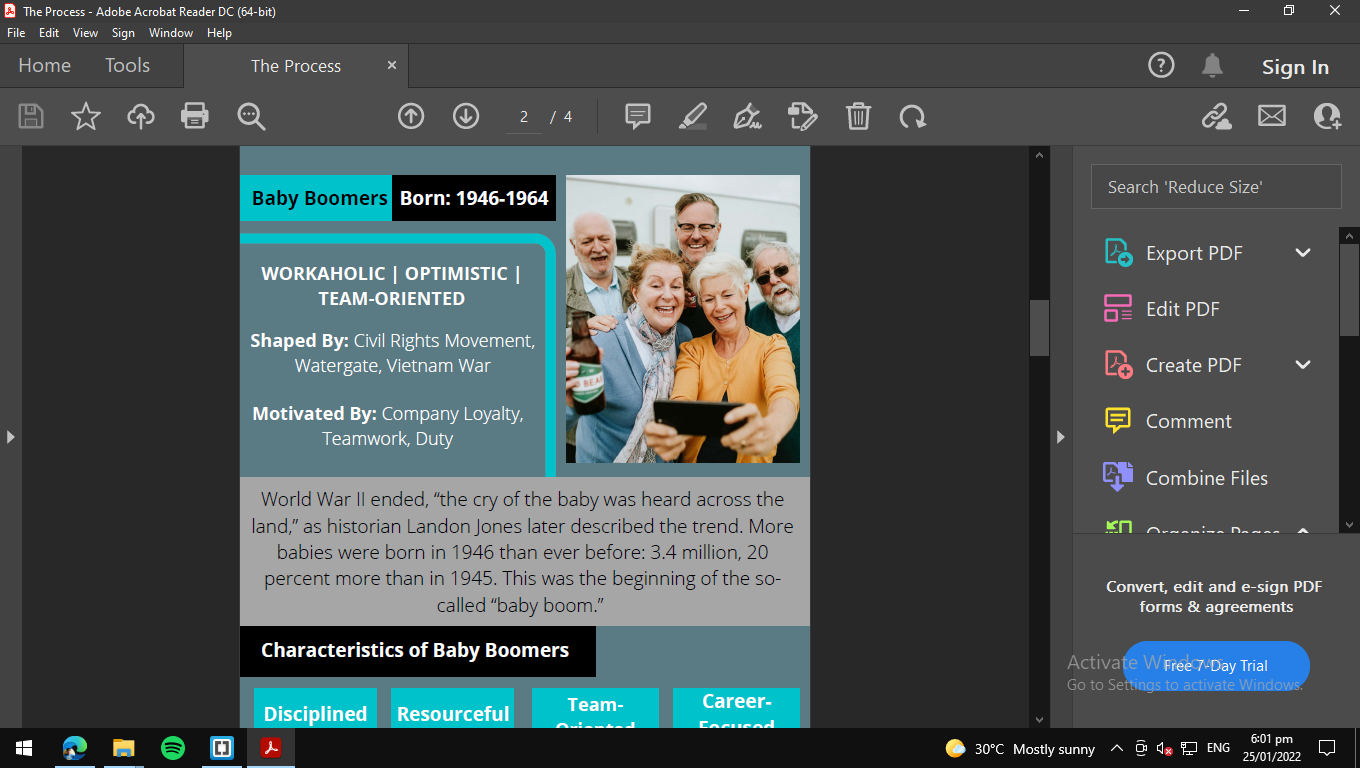 The Process - Adobe Acrobat Reader DC (64-bit)
File Edit View Sign Window Help
Home Tools The Process × Sign In
2 / 4
Baby Boomers Born: 1946-1964
WORKAHOLIC | OPTIMISTIC |
TEAM-ORIENTED
Shaped By: Civil Rights Movement,
Watergate, Vietnam War
Motivated By: Company Loyalty,
Teamwork, Duty
BEAR
World War II ended, “the cry of the baby was heard across the
land,” as historian Landon Jones later described the trend. More
babies were born in 1946 than ever before: 3.4 million, 20
percent more than in 1945. This was the beginning of the so-
called “baby boom.”
Characteristics of Baby Boomers
Disciplined
Resourceful
Team-
Oriented
Career-
Focused
Search 'Reduce Size'
Export PDF
Edit PDF
Create PDF
Comment
Combine Files
Organize Pages
Convert, edit and e-sign PDF
forms & agreements
Free 7-Day Trial
Activate Windows
Go to Settings to activate Windows.
30°C Mostly sunny
ENG
6:01 pm
25/01/2022